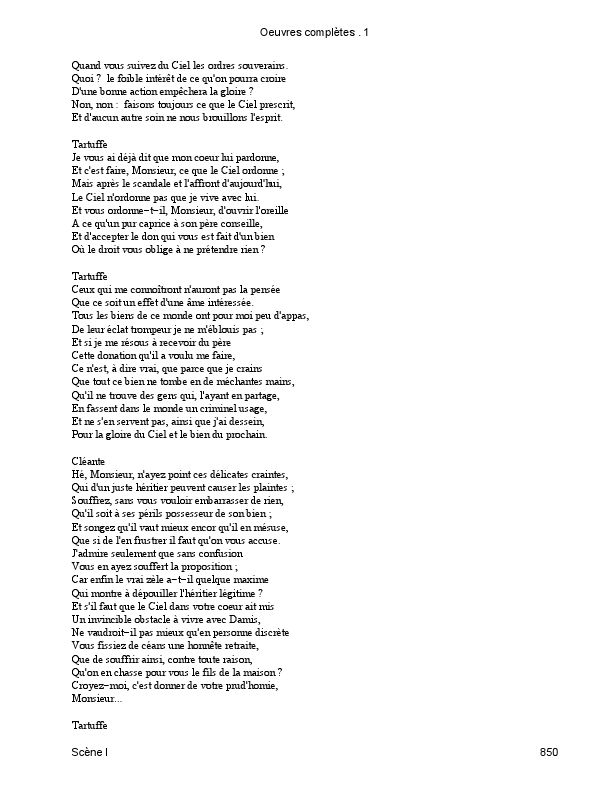 Oeuvres complètes . 1
Quand vous suivez du Ciel les ordres souverains.
Quoi ?  le foible intérêt de ce qu'on pourra croire
D'une bonne action empêchera la gloire ?
Non, non :  faisons toujours ce que le Ciel prescrit,
Et d'aucun autre soin ne nous brouillons l'esprit.
Tartuffe
Je vous ai déjà dit que mon coeur lui pardonne,
Et c'est faire, Monsieur, ce que le Ciel ordonne ;
Mais après le scandale et l'affront d'aujourd'hui,
Le Ciel n'ordonne pas que je vive avec lui.
Et vous ordonne−t−il, Monsieur, d'ouvrir l'oreille
A ce qu'un pur caprice à son père conseille,
Et d'accepter le don qui vous est fait d'un bien
Où le droit vous oblige à ne prétendre rien ?
Tartuffe
Ceux qui me connoîtront n'auront pas la pensée
Que ce soit un effet d'une âme intéressée.
Tous les biens de ce monde ont pour moi peu d'appas,
De leur éclat trompeur je ne m'éblouis pas ;
Et si je me résous à recevoir du père
Cette donation qu'il a voulu me faire,
Ce n'est, à dire vrai, que parce que je crains
Que tout ce bien ne tombe en de méchantes mains,
Qu'il ne trouve des gens qui, l'ayant en partage,
En fassent dans le monde un criminel usage,
Et ne s'en servent pas, ainsi que j'ai dessein,
Pour la gloire du Ciel et le bien du prochain.
Cléante
Hé, Monsieur, n'ayez point ces délicates craintes,
Qui d'un juste héritier peuvent causer les plaintes ;
Souffrez, sans vous vouloir embarrasser de rien,
Qu'il soit à ses périls possesseur de son bien ;
Et songez qu'il vaut mieux encor qu'il en mésuse,
Que si de l'en frustrer il faut qu'on vous accuse.
J'admire seulement que sans confusion
Vous en ayez souffert la proposition ;
Car enfin le vrai zèle a−t−il quelque maxime
Qui montre à dépouiller l'héritier légitime ?
Et s'il faut que le Ciel dans votre coeur ait mis
Un invincible obstacle à vivre avec Damis,
Ne vaudroit−il pas mieux qu'en personne discrète
Vous fissiez de céans une honnête retraite,
Que de souffrir ainsi, contre toute raison,
Qu'on en chasse pour vous le fils de la maison ?
Croyez−moi, c'est donner de votre prud'homie,
Monsieur...
Tartuffe
Scène I
850